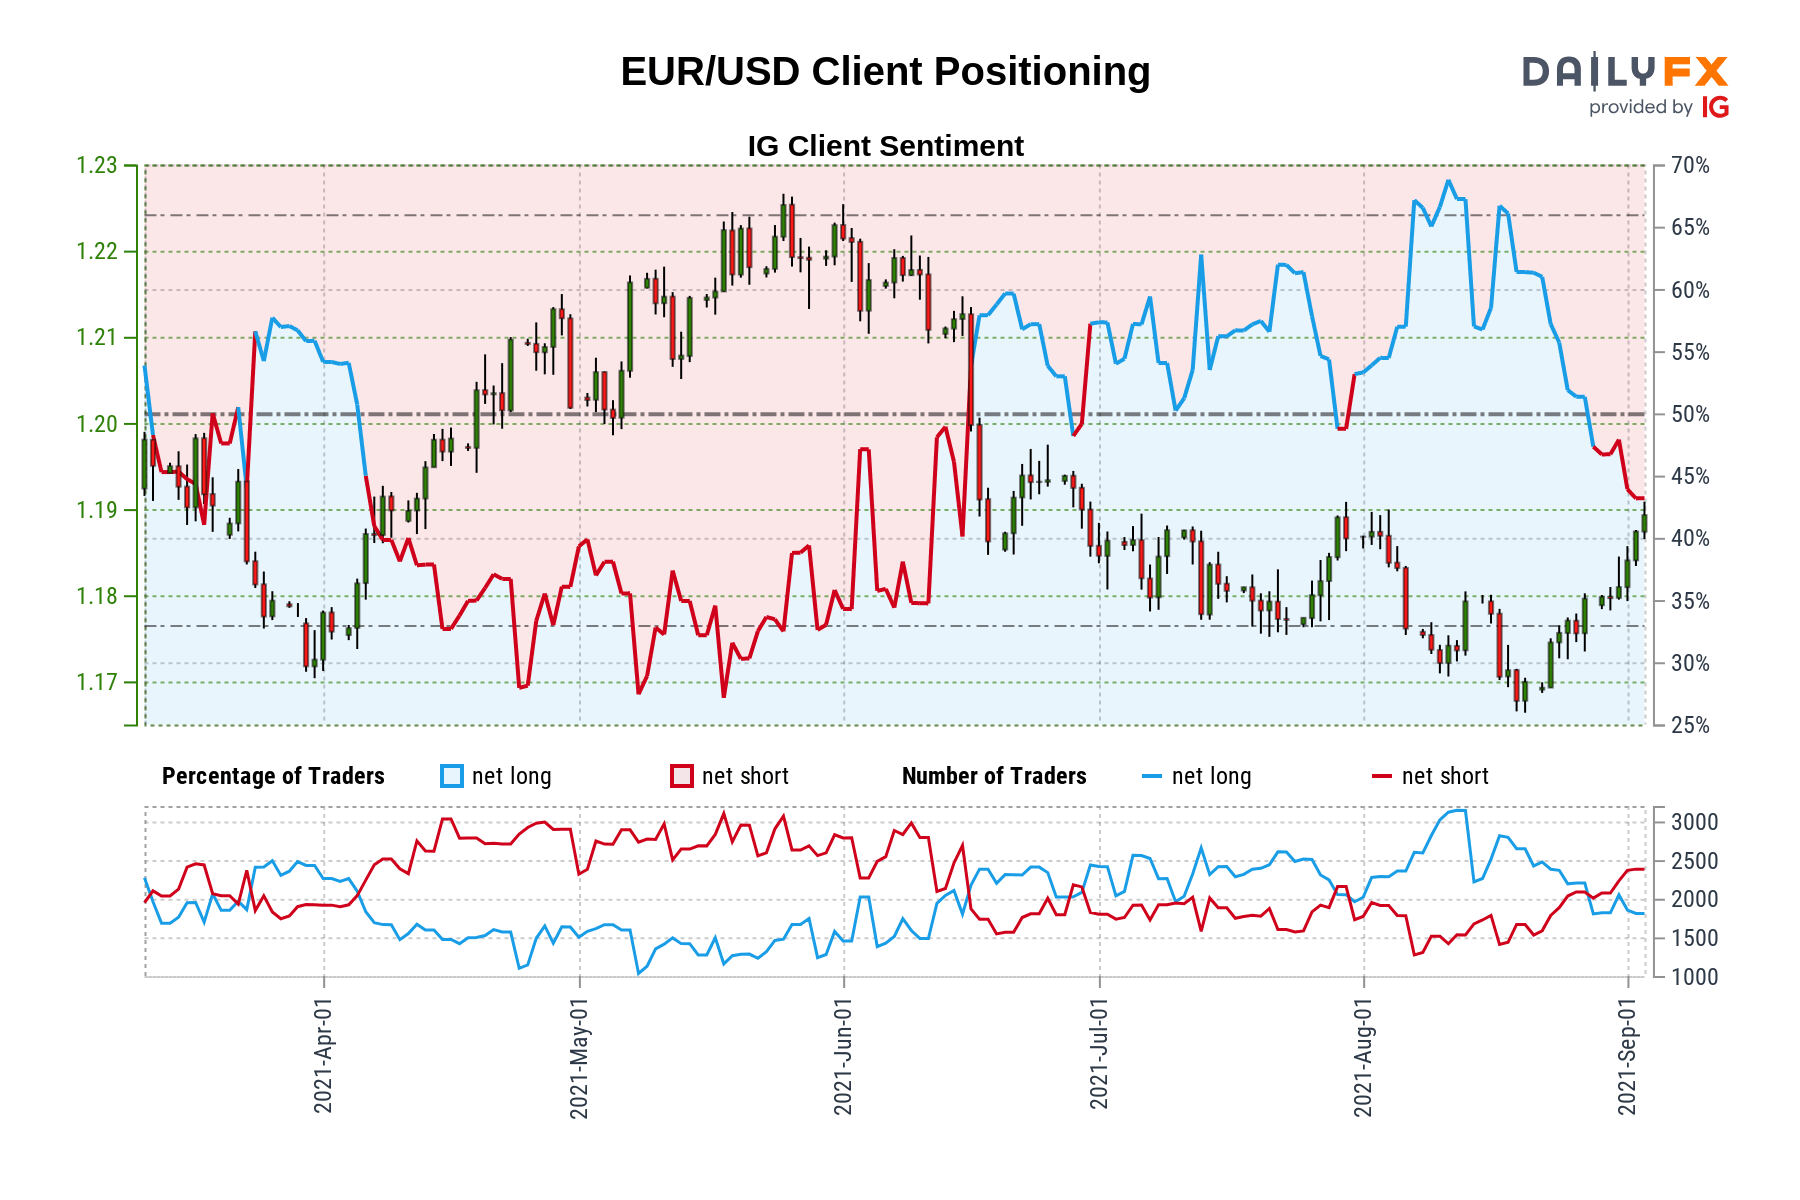 EUR/USD Client Positioning
DAILYFX
provided by IG
IG Client Sentiment
1.23
1.22
1.21
1.20
1.19
1.18
1.17
70%
65%
60%
55%
50%
45%
40%
35%
30%
25%
Percentage of Traders net long net short Number of Traders net long net short
3000
2500
2000
1500
1000
2021-Apr-01
2021-May-01
2021-Jun-01
2021-Jul-01
2021-Aug-01
2021-Sep-01